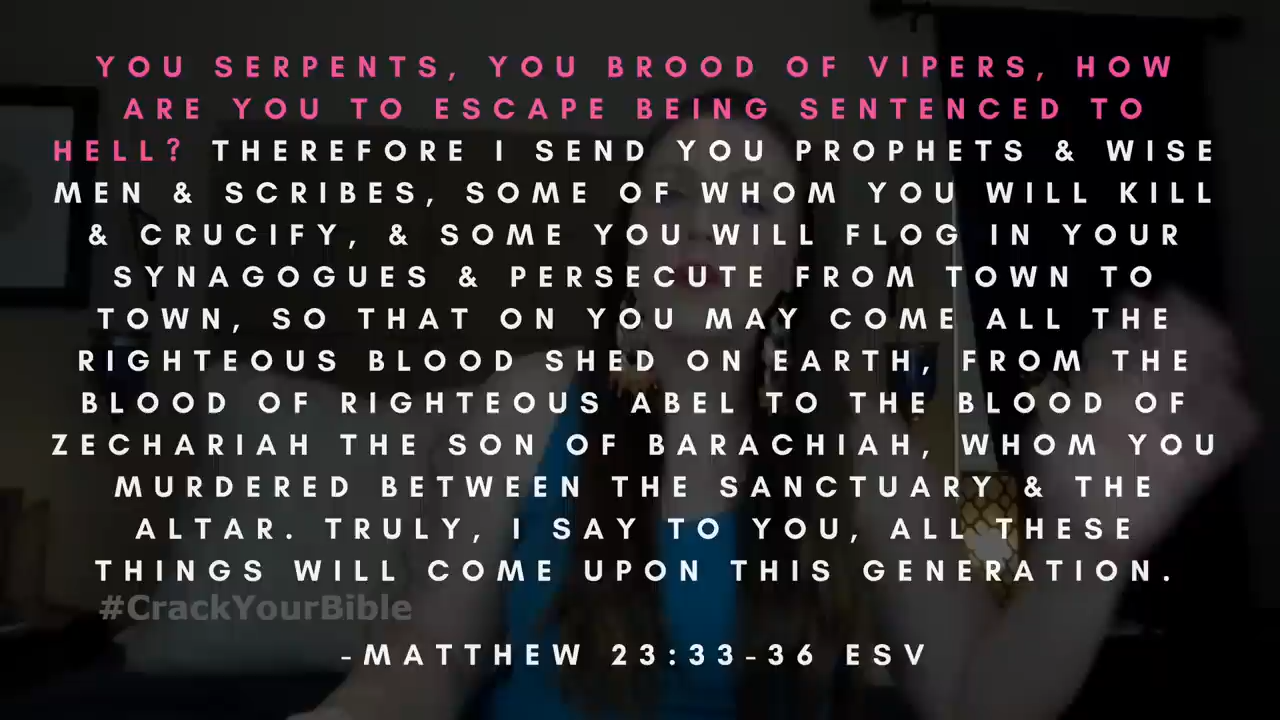 YOU SERPENTS, YOU BROOD OF VIPERS, HOW
ARE YOU TO ESCAPE BEING SENTENCED TO
HELL? THEREFORE I SEND YOU PROPHETS & WISE
MEN & SCRIBES, SOME OF WHOM YOU WILL KILL
& CRUCIFY, & SOME YOU WILL FLOG IN YOUR
SYNAGOGUES & PERSECUTE FROM TOWN TO
TOWN, SO THAT ON YOU MAY COME ALL THE
RIGHTEOUS BLOOD SHED ON EARTH, FROM THE
BLOOD OF RIGHTEOUS ABEL TO THE BLOOD OF
ZECHARIAH THE SON OF BARACHIAH, WHOM YOU
MURDERED BETWEEN THE SANCTUARY & THE
ALTAR. TRULY, I SAY TO YOU, ALL THESE
THINGS WILL COME UPON THIS GENERATION.
#CrackYourBible
-MATTHEW 23:33-36 ESV